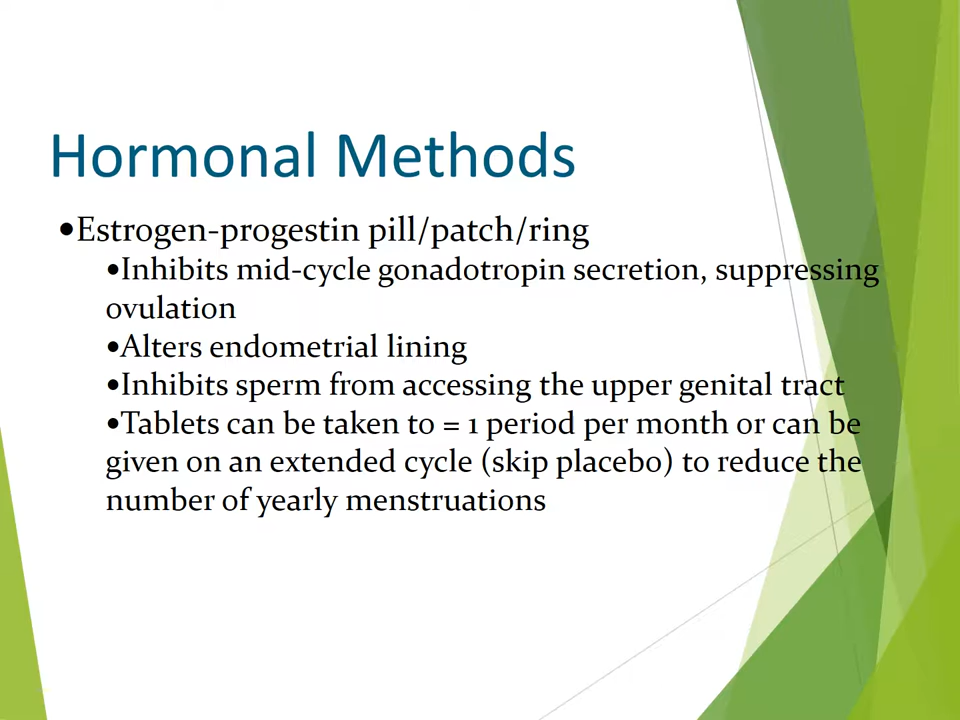 Hormonal Methods
•Estrogen-progestin pill/patch/ring
•Inhibits mid-cycle gonadotropin secretion, suppressing
ovulation
•Alters endometrial lining
•Inhibits sperm from accessing the upper genital tract
•Tablets can be taken to = 1 period per month or can be
given on an extended cycle (skip placebo) to reduce the
number of yearly menstruations